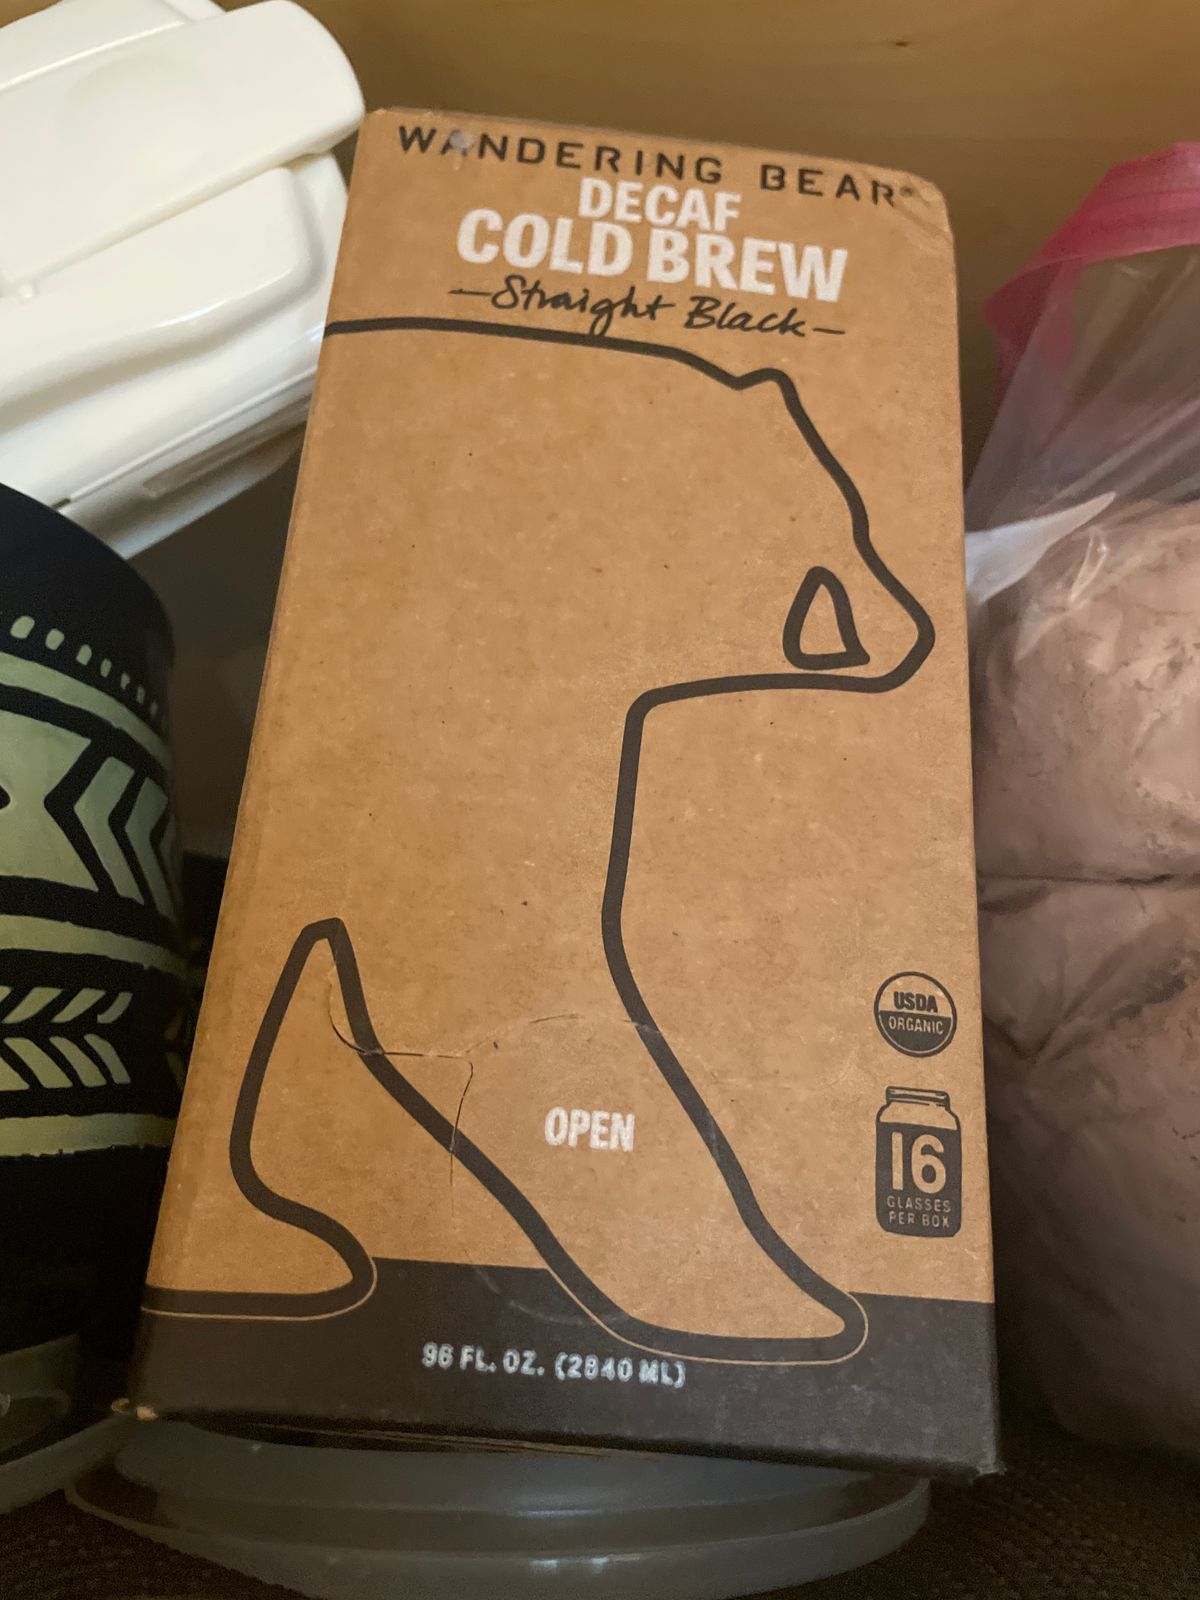 WANDERING BEAR®
DECAF
COLD BREW
—Straight Black—
USDA
ORGANIC
OPEN
16
GLASSES
PER BOX
96 FL. OZ. (2840 ML)